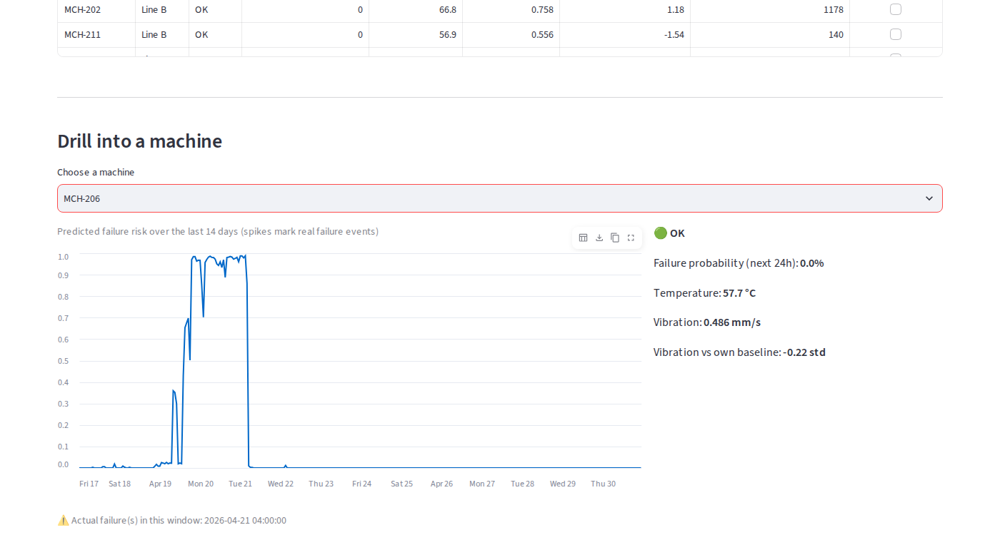 MCH-202 Line B OK 0 66.8 0.758 1.18 1178
MCH-211 Line B OK 0 56.9 0.556 -1.54 140
Drill into a machine
Choose a machine
MCH-206
Predicted failure risk over the last 14 days (spikes mark real failure events)
OK
Failure probability (next 24h): 0.0%
Temperature: 57.7 °C
Vibration: 0.486 mm/s
Vibration vs own baseline: -0.22 std
1.0
0.9
0.8
0.7
0.6
0.5
0.4
0.3
0.2
0.1
0.0
Fri 17 Sat 18 Apr 19 Mon 20 Tue 21 Wed 22 Thu 23 Fri 24 Sat 25 Apr 26 Mon 27 Tue 28 Wed 29 Thu 30
⚠️ Actual failure(s) in this window: 2026-04-21 04:00:00